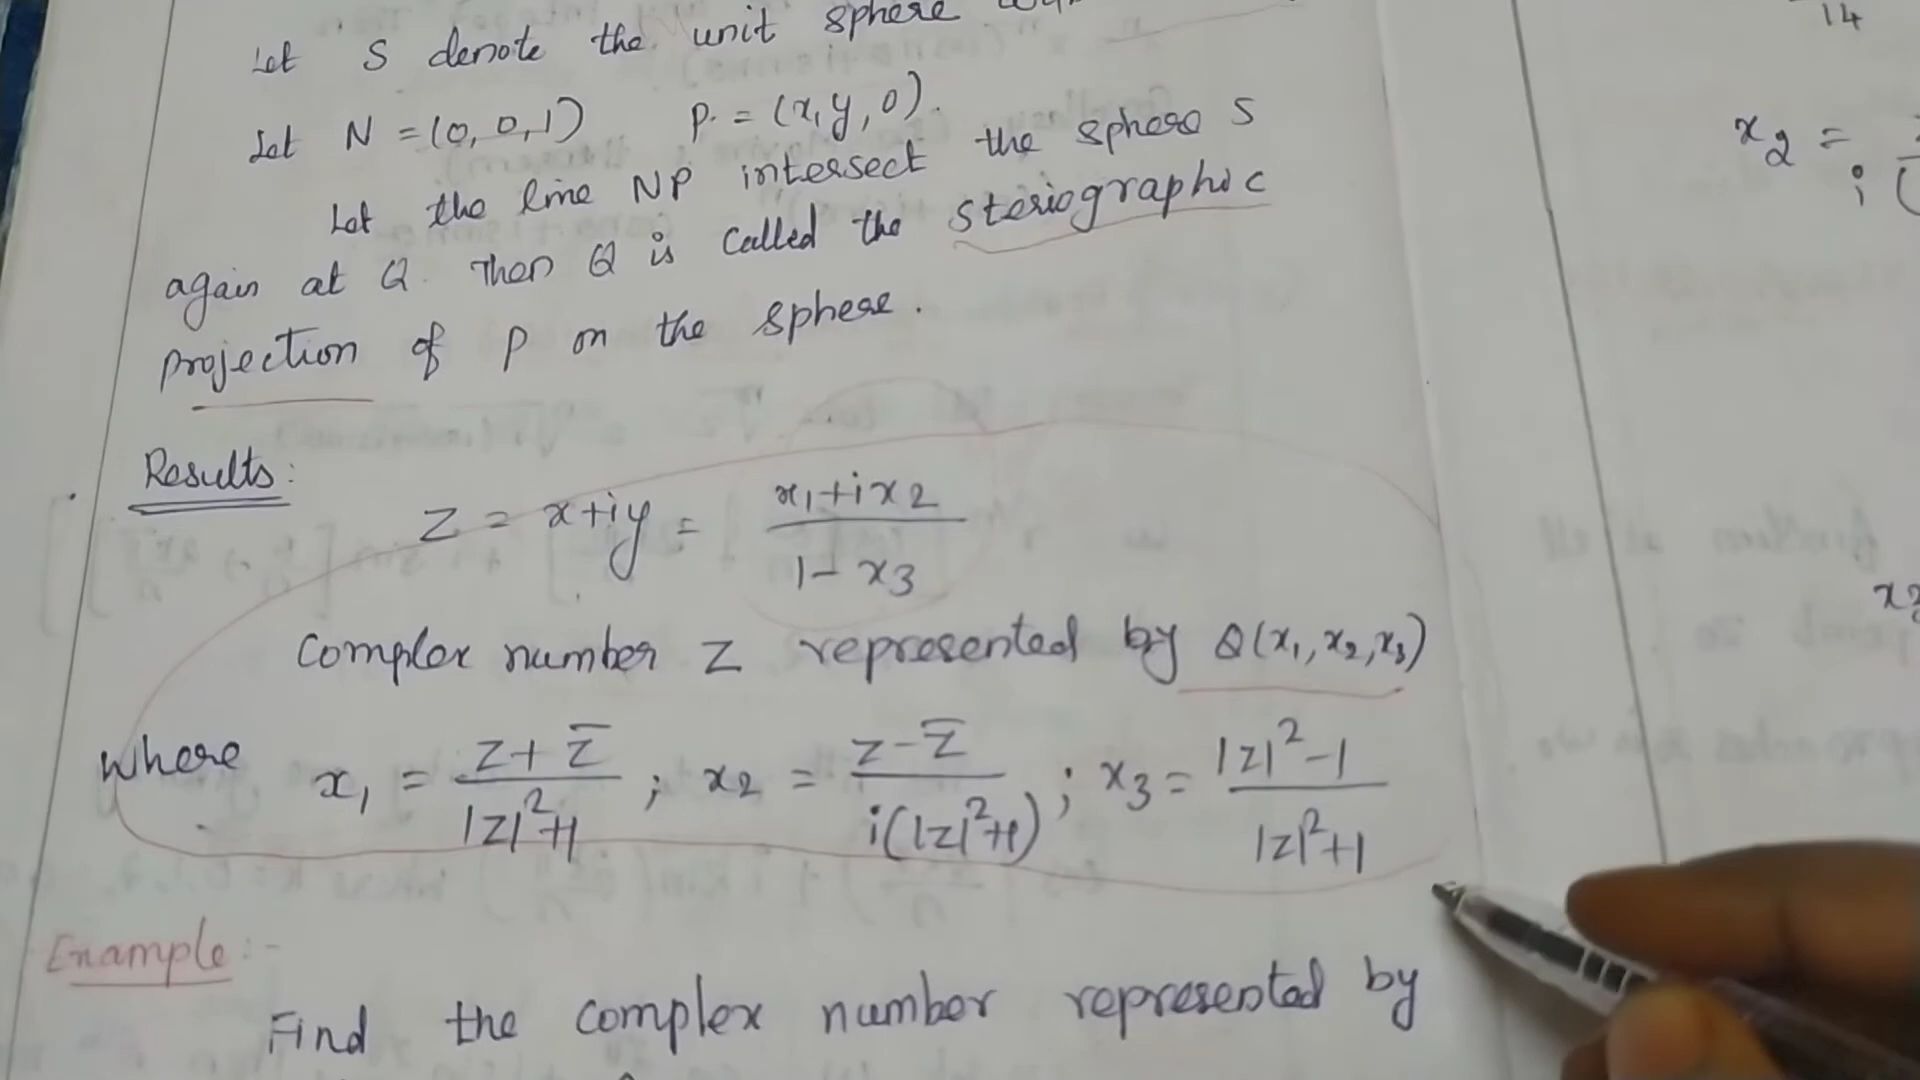 Let S denote the unit sphere
Let N = (0, 0, 1) P. = (x, y, 0).
Let the line NP intersect the sphere S
again at Q. Then Q is called the steriographic
projection of P on the sphere.
Results:
z = x+iy = x₁+ix₂ / 1-x₃
Complex number z represented by Q(x₁, x₂, x₃)
where x₁ = z+z̄ / |z|²+1 ; x₂ = z-z̄ / i(|z|²+1) ; x₃ = |z|²-1 / |z|²+1
Example:-
Find the complex number represented by
14
x₂ =
i (